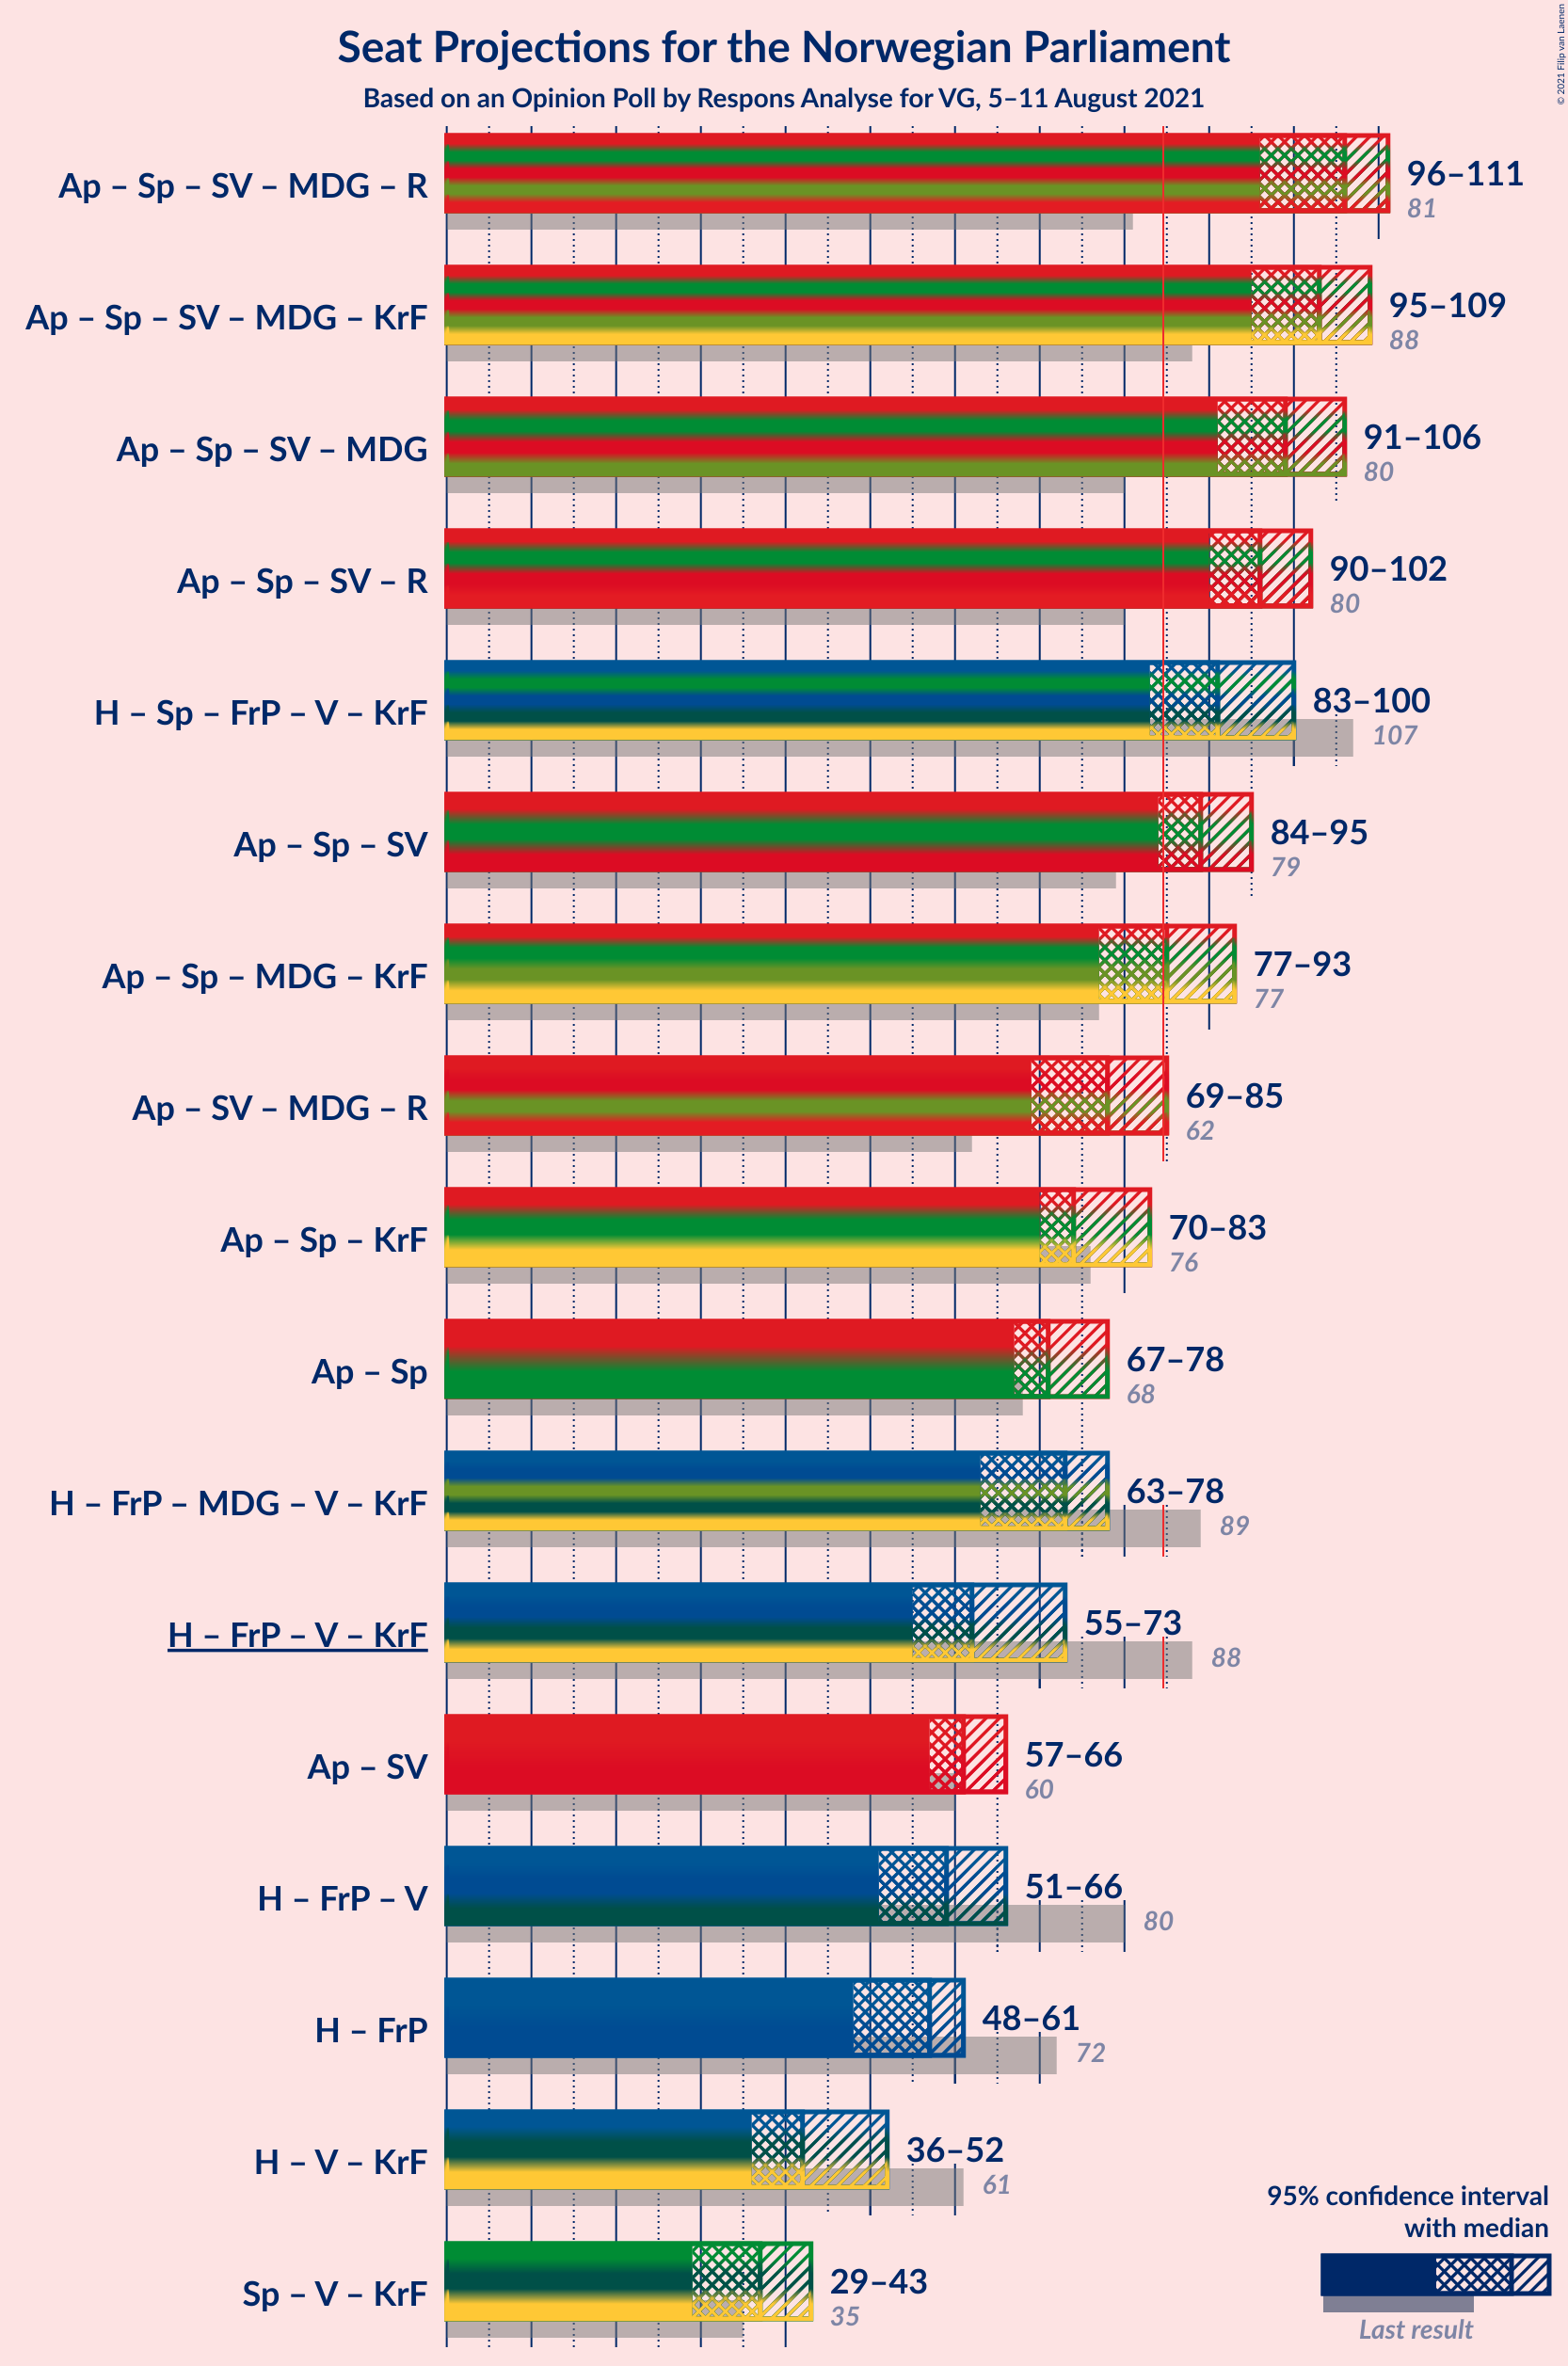 Seat Projections for the Norwegian Parliament
Based on an Opinion Poll by Respons Analyse for VG, 5–11 August 2021
© 2021 Filip van Laenen
Ap – Sp – SV – MDG – R
96–111
81
Ap – Sp – SV – MDG – KrF
95–109
88
Ap – Sp – SV – MDG
91–106
80
Ap – Sp – SV – R
90–102
80
H – Sp – FrP – V – KrF
83–100
107
Ap – Sp – SV
84–95
79
Ap – Sp – MDG – KrF
77–93
77
Ap – SV – MDG – R
69–85
62
Ap – Sp – KrF
70–83
76
Ap – Sp
67–78
68
H – FrP – MDG – V – KrF
63–78
89
H – FrP – V – KrF
55–73
88
Ap – SV
57–66
60
H – FrP – V
51–66
80
H – FrP
48–61
72
H – V – KrF
36–52
61
Sp – V – KrF
29–43
35
95% confidence interval
with median
Last result